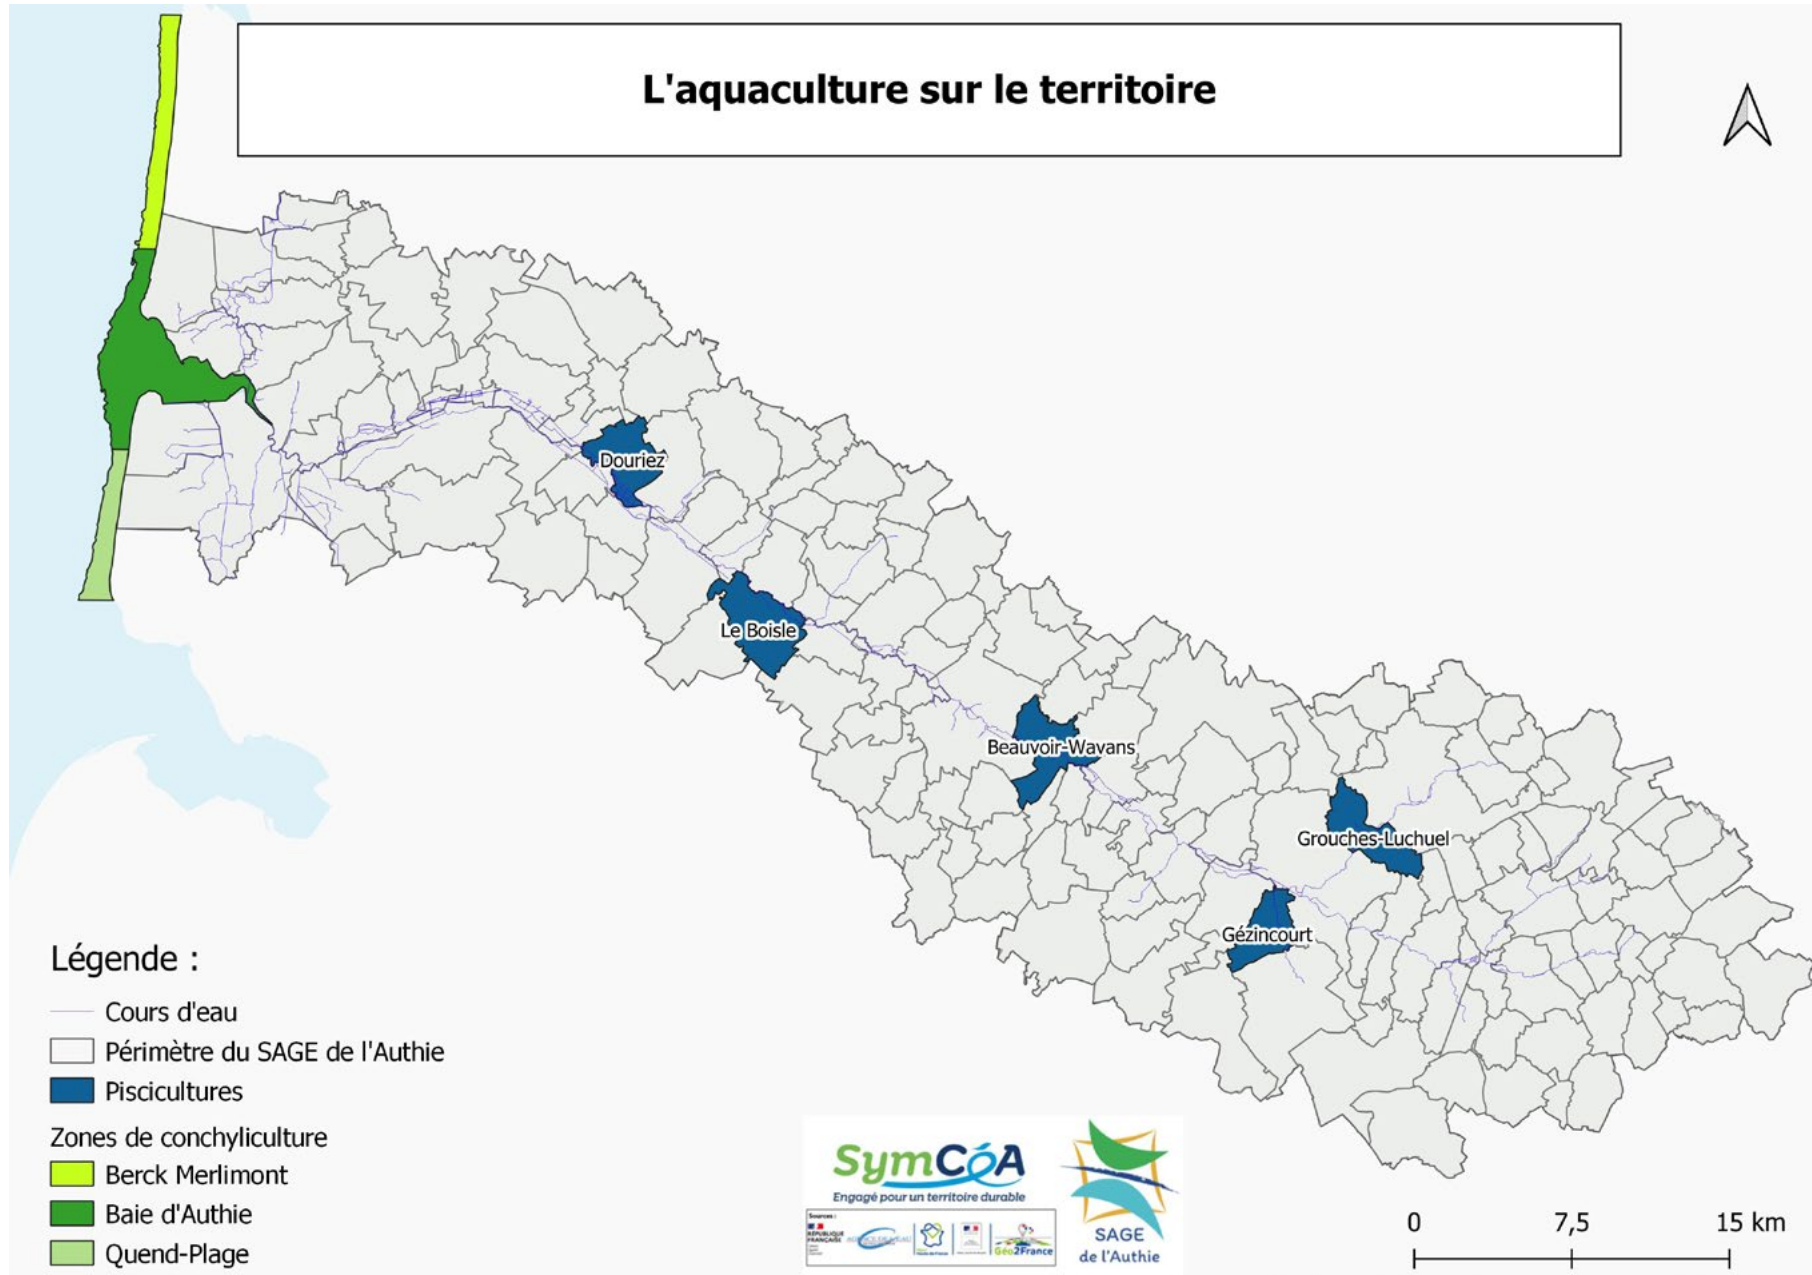 L'aquaculture sur le territoire
Douriez
Le Boisle
Beauvoir-Wavans
Grouches-Luchuel
Gézincourt
Légende :
Cours d'eau
Périmètre du SAGE de l'Authie
Piscicultures
Zones de conchyliculture
Berck Merlimont
Baie d'Authie
Quend-Plage
SymCéA
Engagé pour un territoire durable
Sources :
RÉPUBLIQUE
FRANÇAISE
Géo2France
SAGE
de l'Authie
0 7,5 15 km